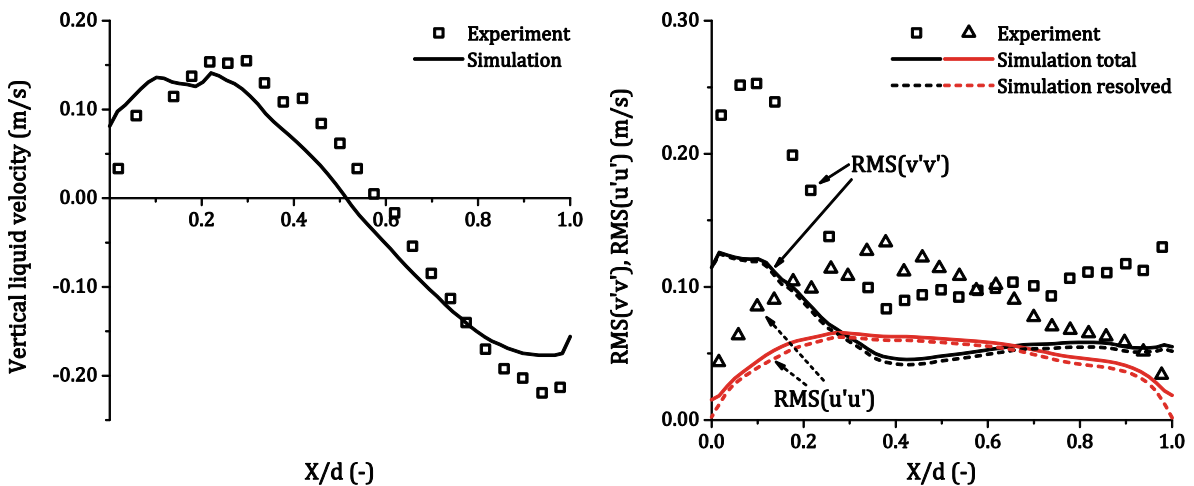 0.20
0.10
0.00
-0.10
-0.20
0.2
0.4
0.6
0.8
1.0
Vertical liquid velocity (m/s)
X/d (-)
Experiment
Simulation
0.30
0.20
0.10
0.00
0.0
0.2
0.4
0.6
0.8
1.0
RMS(v'v'), RMS(u'u') (m/s)
X/d (-)
Experiment
Simulation total
Simulation resolved
RMS(v'v')
RMS(u'u')